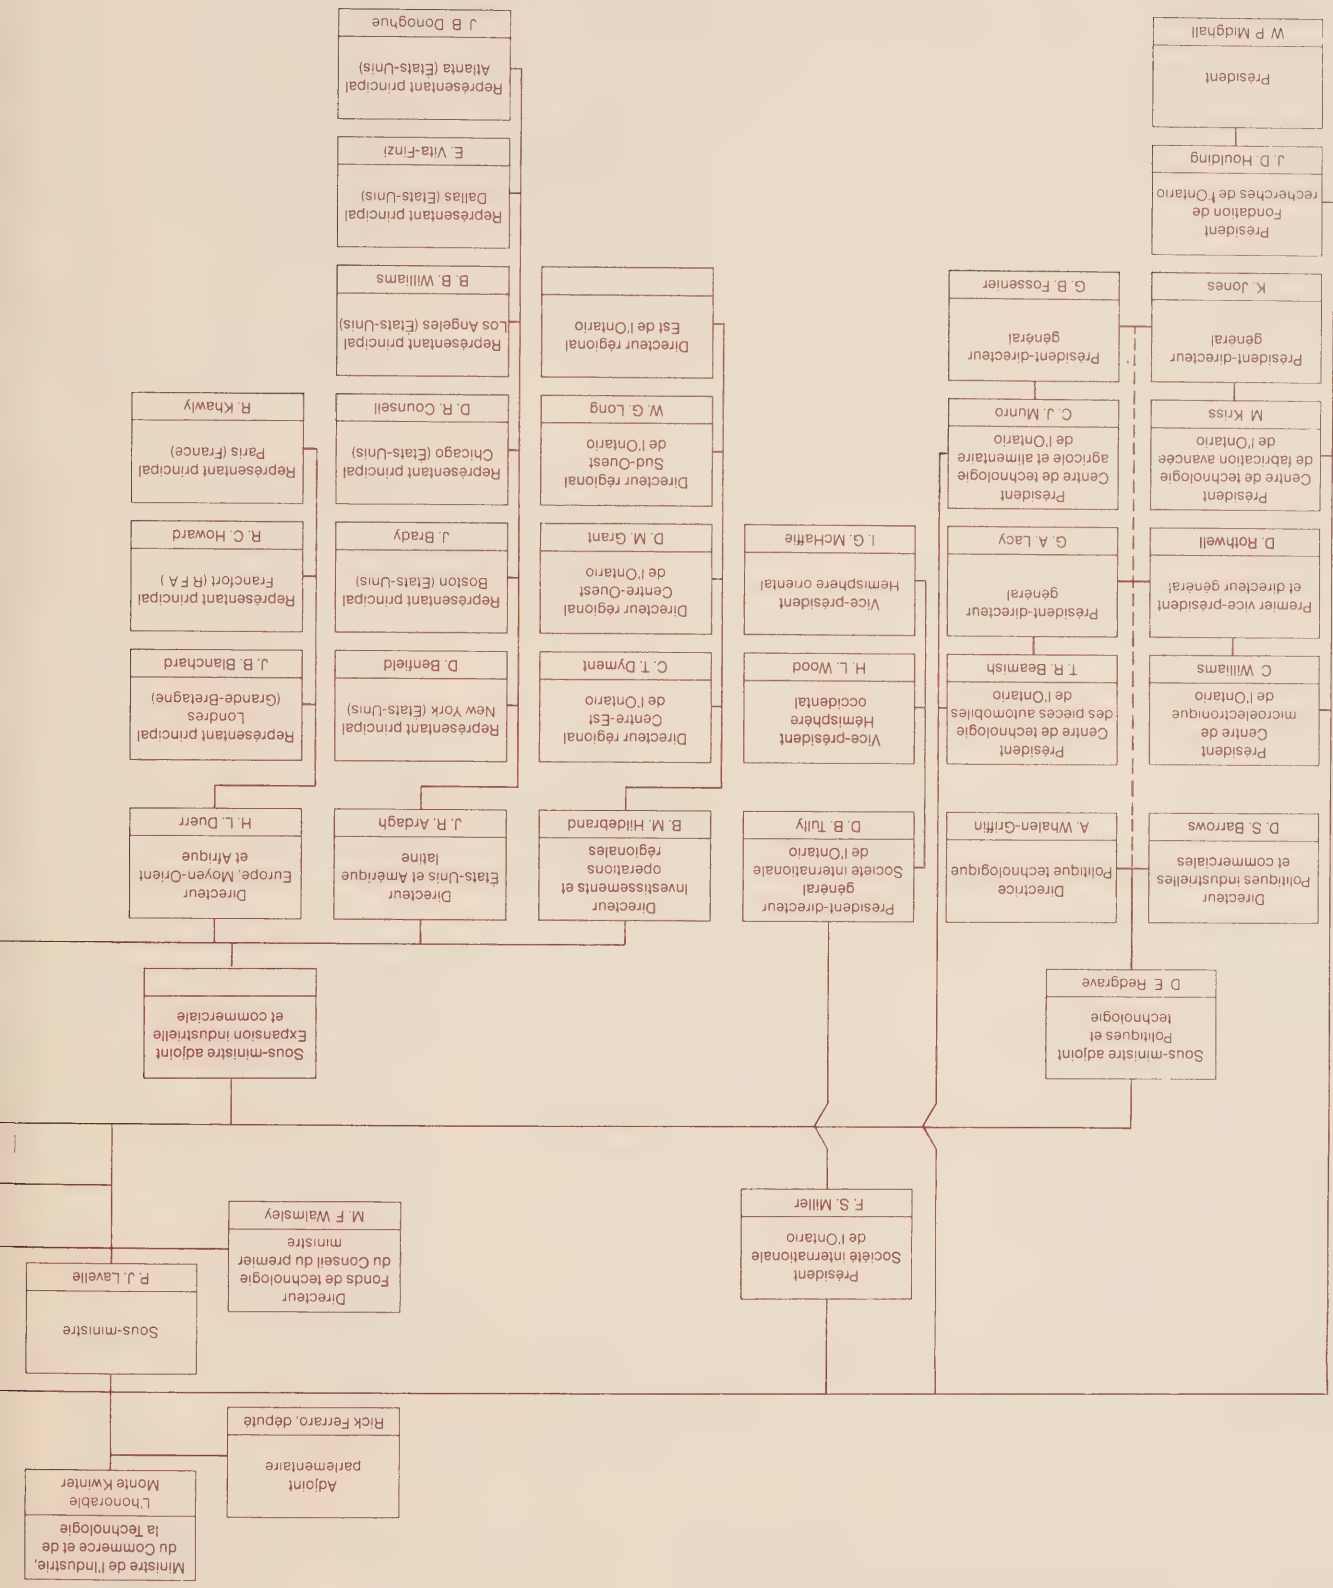 Ministre de l'Industrie,
du Commerce et de
la Technologie
L'honorable
Monte Kwinter
Adjoint
parlementaire
Rick Ferraro, député
Sous-ministre
P. J. Lavelle
Directeur
Fonds de technologie
du Conseil du premier
ministre
M. F Walmsley
Président
Société internationale
de l'Ontario
F. S. Miller
Sous-ministre adjoint
Politiques et
technologie
D E Redgrave
Sous-ministre adjoint
Expansion industrielle
et commerciale
Directeur
Politiques industrielles
et commerciales
D. S. Barrows
Directrice
Politique technologique
A. Whalen-Griffin
Président-directeur
général
Société internationale
de l'Ontario
D. B. Tully
Directeur
Investissements et
operations
régionales
B. M. Hildebrand
Directeur
États-Unis et Amérique
latine
J. R. Ardagh
Directeur
Europe, Moyen-Orient
et Afrique
H. L. Duerr
Président
Centre de
microélectronique
de l'Ontario
C Williams
Premier vice-président
et directeur général
D. Rothwell
Président
Centre de technologie
de fabrication avancée
de l'Ontario
M Kriss
Président-directeur
général
K. Jones
Président
Fondation de
recherches de l'Ontario
J. D. Houlding
Président
W P Midghall
Président
Centre de technologie
des pièces automobiles
de l'Ontario
T. R. Beamish
Président-directeur
général
G. A. Lacy
Président
Centre de technologie
agricole et alimentaire
de l'Ontario
C. J. Munro
Président-directeur
général
G. B. Fossenier
Vice-président
Hémisphère
occidental
H. L. Wood
Vice-président
Hemisphere oriental
I. G. McHaffie
Directeur régional
Centre-Est
de l'Ontario
C. T. Dyment
Directeur régional
Centre-Ouest
de l'Ontario
D. M. Grant
Directeur régional
Sud-Ouest
de l'Ontario
W. G. Long
Directeur régional
Est de l'Ontario
Représentant principal
New York (États-Unis)
D. Benfield
Représentant principal
Boston (États-Unis)
J. Brady
Représentant principal
Chicago (États-Unis)
D. R. Counsell
Représentant principal
Los Angeles (États-Unis)
B. B. Williams
Représentant principal
Dallas (États-Unis)
E. Vita-Finzi
Représentant principal
Atlanta (États-Unis)
J B Donoghue
Représentant principal
Londres
(Grande-Bretagne)
J. B. Blanchard
Représentant principal
Francfort (R F A )
R. C. Howard
Représentant principal
Paris (France)
R. Khawly